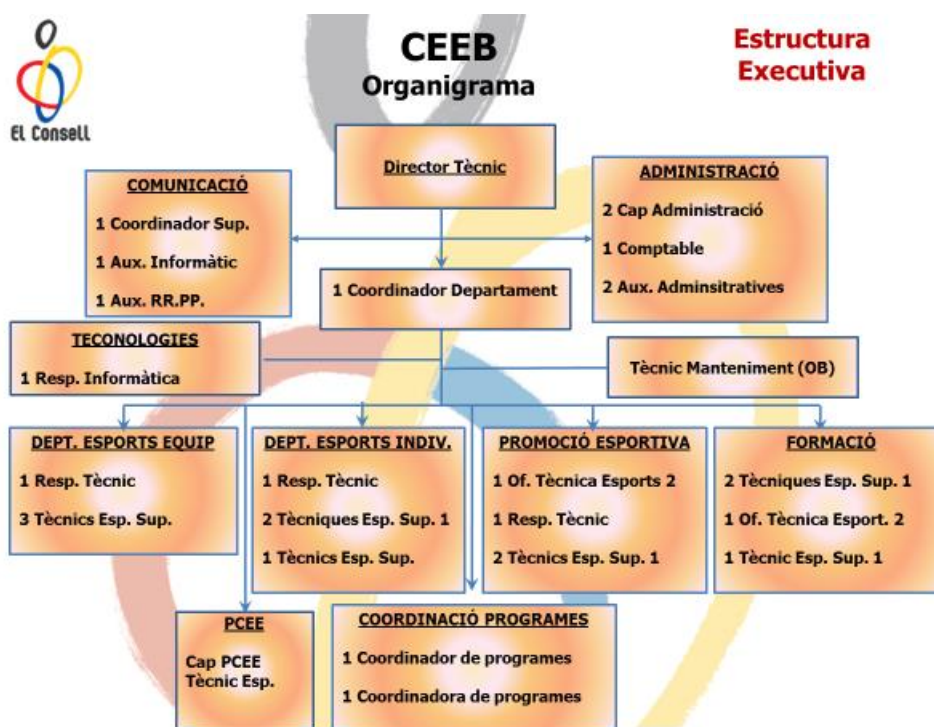 El Consell
CEEB
Organigrama
Estructura
Executiva
Director Tècnic
COMUNICACIÓ
1 Coordinador Sup.
1 Aux. Informàtic
1 Aux. RR.PP.
ADMINISTRACIÓ
2 Cap Administració
1 Comptable
2 Aux. Adminsitratives
1 Coordinador Departament
TECONOLOGIES
1 Resp. Informàtica
Tècnic Manteniment (OB)
DEPT. ESPORTS EQUIP
1 Resp. Tècnic
3 Tècnics Esp. Sup.
DEPT. ESPORTS INDIV.
1 Resp. Tècnic
2 Tècniques Esp. Sup. 1
1 Tècnics Esp. Sup.
PROMOCIÓ ESPORTIVA
1 Of. Tècnica Esports 2
1 Resp. Tècnic
2 Tècnics Esp. Sup. 1
FORMACIÓ
2 Tècniques Esp. Sup. 1
1 Of. Tècnica Esport. 2
1 Tècnic Esp. Sup. 1
PCEE
Cap PCEE
Tècnic Esp.
COORDINACIÓ PROGRAMES
1 Coordinador de programes
1 Coordinadora de programes